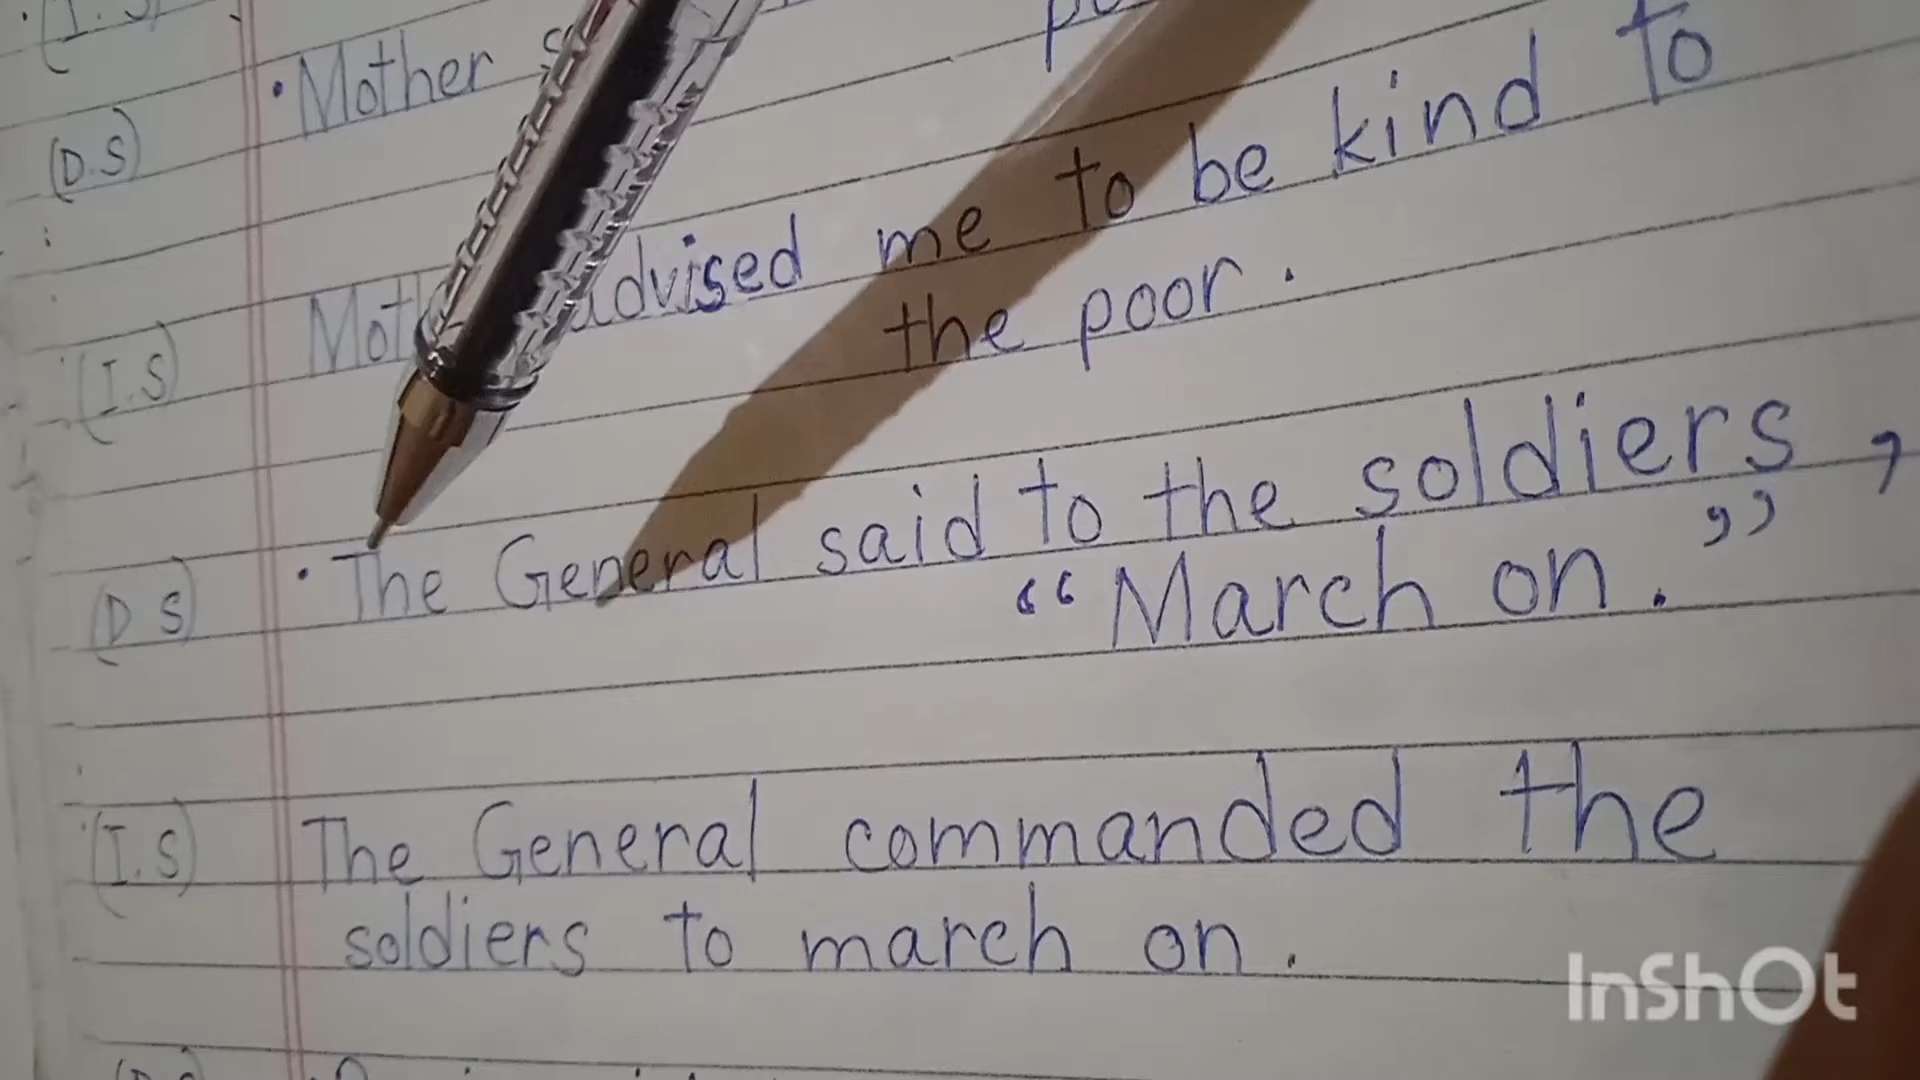 (I.S)
(D.S) • Mother
(I.S) advised me to be kind to
the poor.
(D S) • The General said to the soldiers,
“March on.”
(I.S) The General commanded the
soldiers to march on.
InShOt